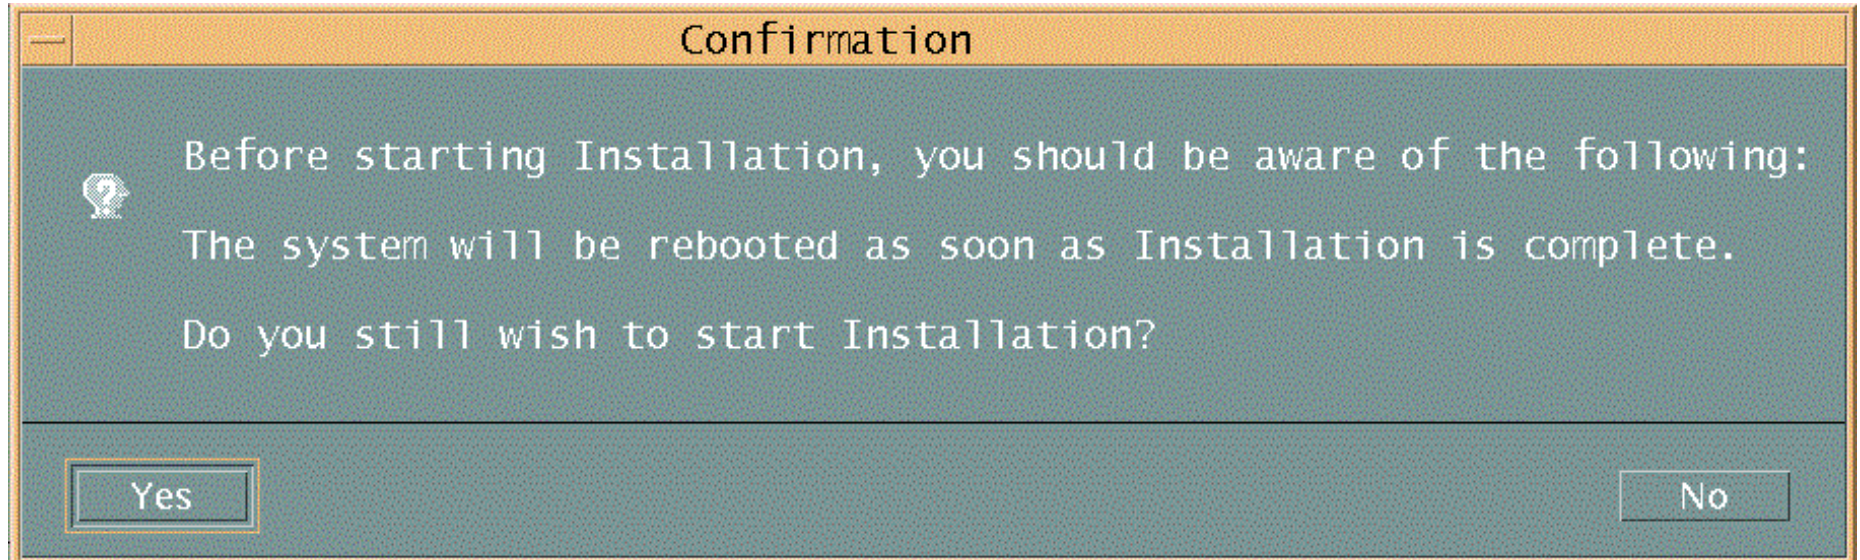 Confirmation
Before starting Installation, you should be aware of the following:
The system will be rebooted as soon as Installation is complete.
Do you still wish to start Installation?
Yes
No